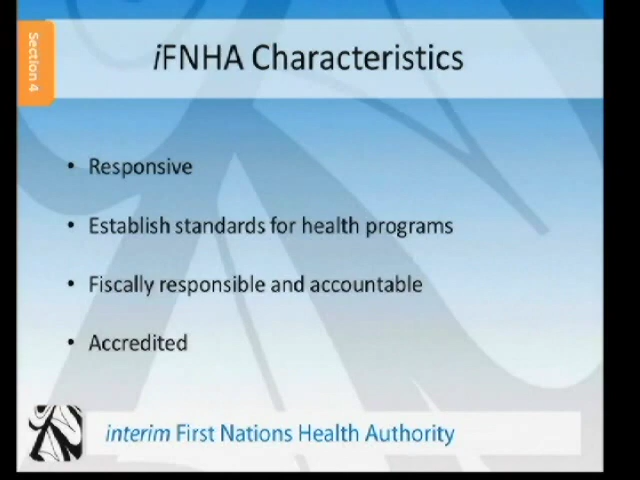 Section 4
iFNHA Characteristics
• Responsive
• Establish standards for health programs
• Fiscally responsible and accountable
• Accredited
interim First Nations Health Authority